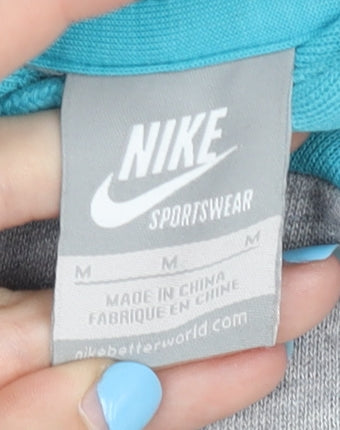 NIKE
SPORTSWEAR
M M M
MADE IN CHINA
FABRIQUE EN CHINE
nikebetterworld.com